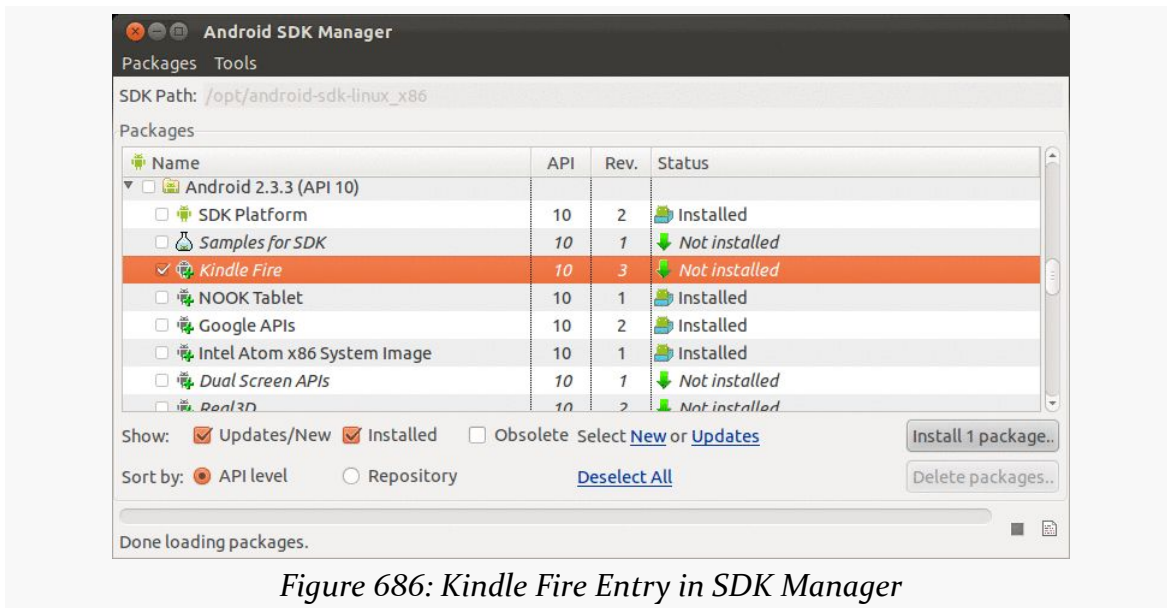 Android SDK Manager
Packages Tools
SDK Path: /opt/android-sdk-linux_x86
Packages
Name API Rev. Status
Android 2.3.3 (API 10)
SDK Platform 10 2 Installed
Samples for SDK 10 1 Not installed
Kindle Fire 10 3 Not installed
NOOK Tablet 10 1 Installed
Google APIs 10 2 Installed
Intel Atom x86 System Image 10 1 Installed
Dual Screen APIs 10 1 Not installed
Real3D 10 2 Not installed
Show: Updates/New Installed Obsolete Select New or Updates Install 1 package..
Sort by: API level Repository Deselect All Delete packages..
Done loading packages.
Figure 686: Kindle Fire Entry in SDK Manager